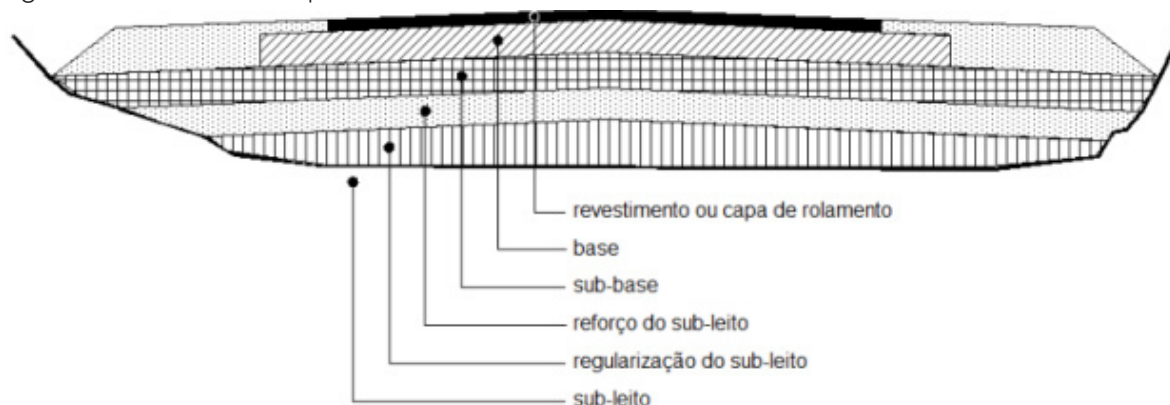 revestimento ou capa de rolamento
base
sub-base
reforço do sub-leito
regularização do sub-leito
sub-leito